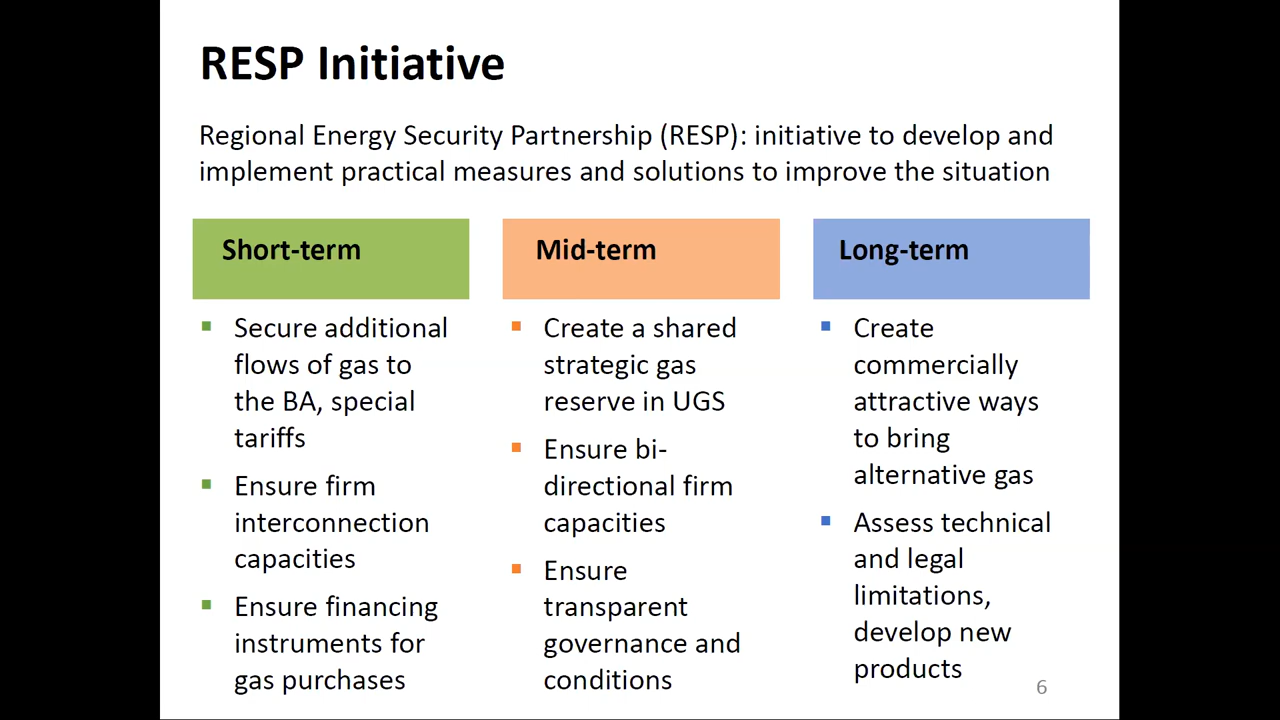 RESP Initiative
Regional Energy Security Partnership (RESP): initiative to develop and
implement practical measures and solutions to improve the situation
Short-term
Secure additional
flows of gas to
the BA, special
tariffs
Ensure firm
interconnection
capacities
Ensure financing
instruments for
gas purchases
Mid-term
Create a shared
strategic gas
reserve in UGS
Ensure bi-
directional firm
capacities
Ensure
transparent
governance and
conditions
Long-term
Create
commercially
attractive ways
to bring
alternative gas
Assess technical
and legal
limitations,
develop new
products
6